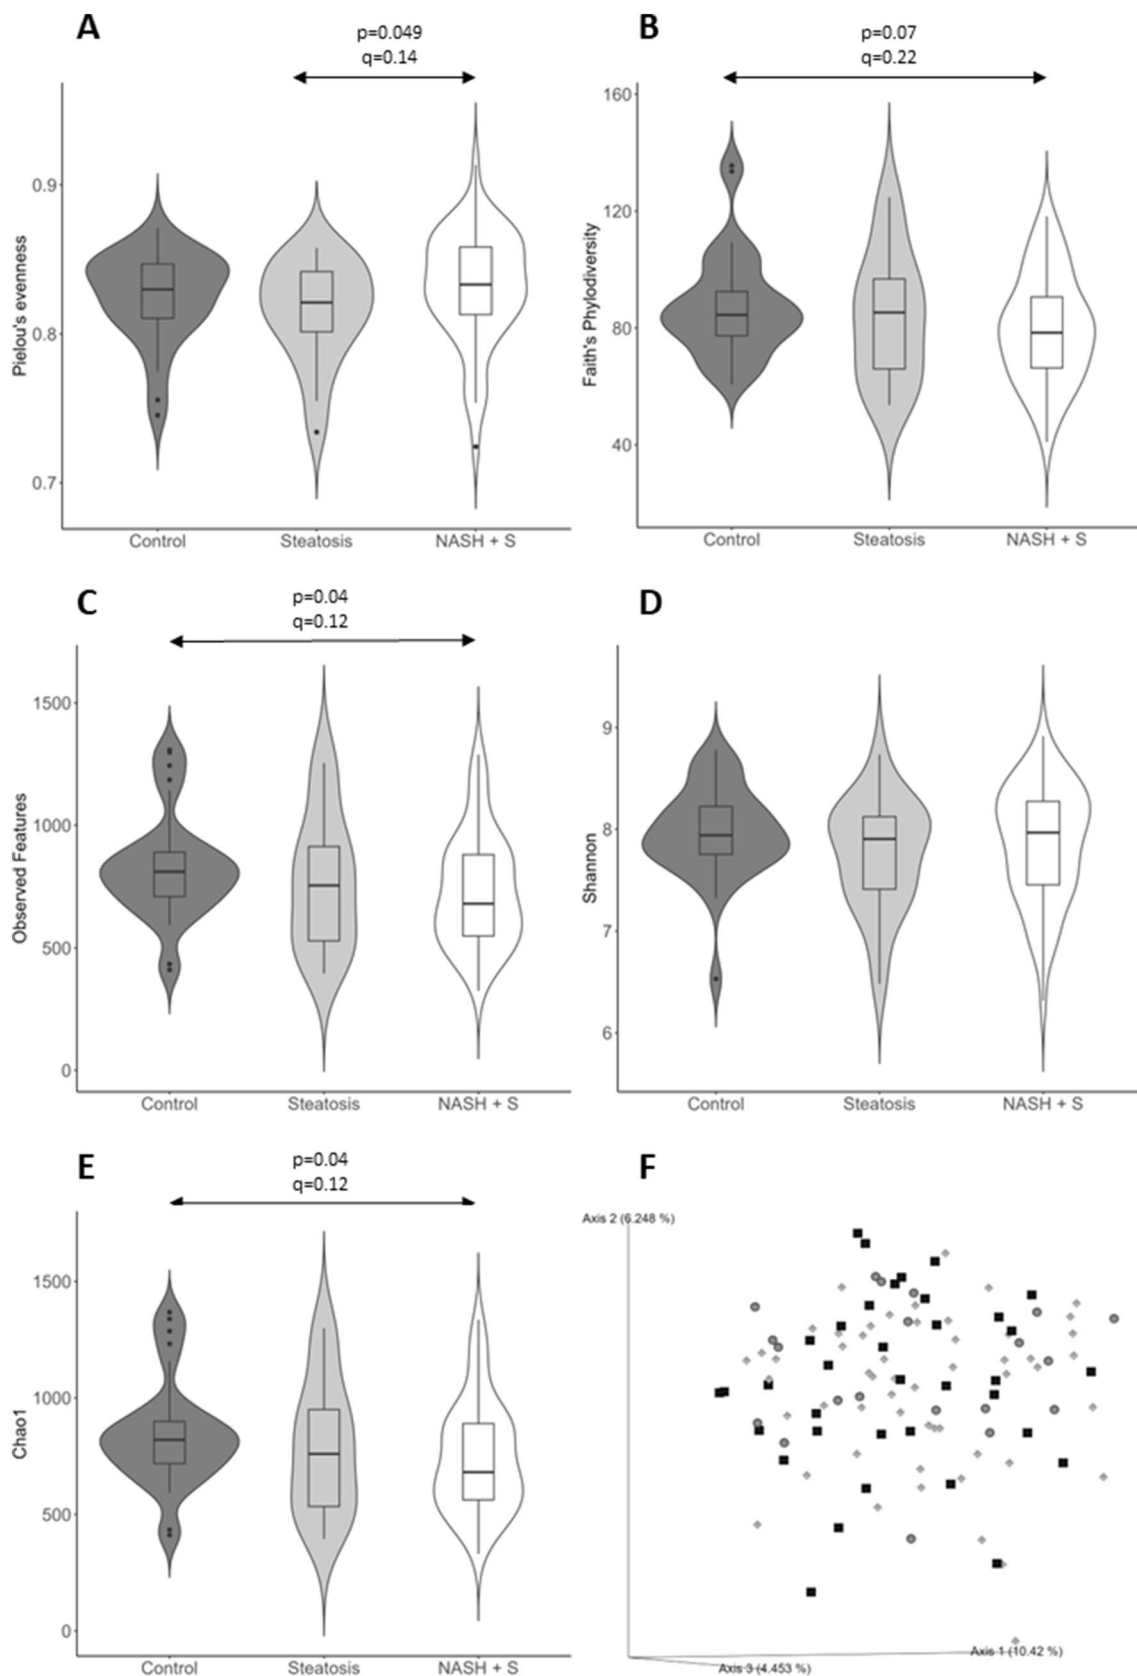 A
p=0.049
q=0.14
Pielou's evenness
0.9
0.8
0.7
Control
Steatosis
NASH + S
B
p=0.07
q=0.22
Faith's Phylodiversity
160
120
80
40
Control
Steatosis
NASH + S
C
p=0.04
q=0.12
Observed Features
1500
1000
500
0
Control
Steatosis
NASH + S
D
Shannon
9
8
7
6
Control
Steatosis
NASH + S
E
p=0.04
q=0.12
Chao1
1500
1000
500
0
Control
Steatosis
NASH + S
F
Axis 2 (6.248 %)
Axis 1 (10.42 %)
Axis 3 (4.453 %)